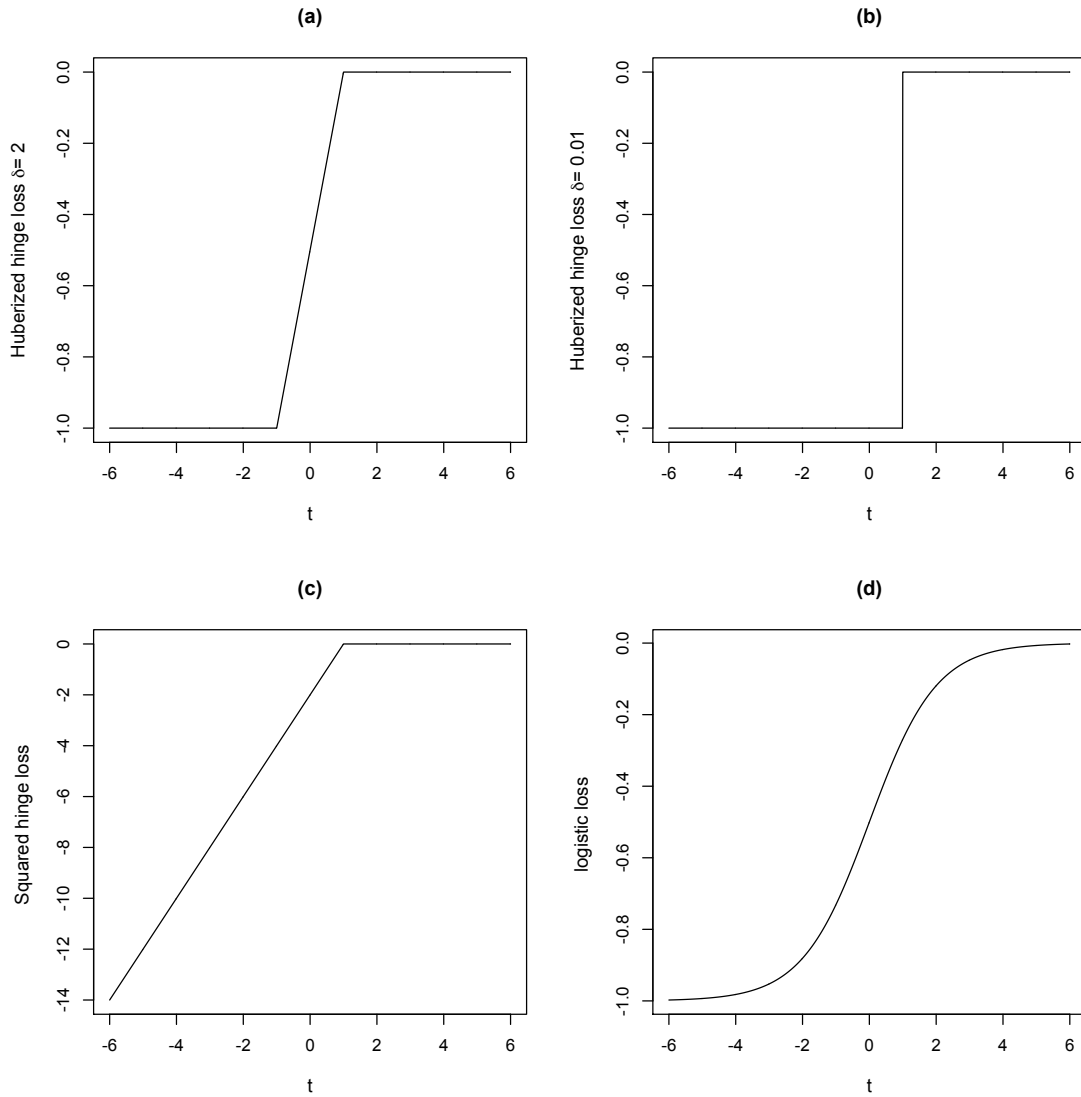 (a)
Huberized hinge loss δ= 2
0.0
-0.2
-0.4
-0.6
-0.8
-1.0
-6 -4 -2 0 2 4 6
t
(b)
Huberized hinge loss δ= 0.01
0.0
-0.2
-0.4
-0.6
-0.8
-1.0
-6 -4 -2 0 2 4 6
t
(c)
Squared hinge loss
0
-2
-4
-6
-8
-10
-12
-14
-6 -4 -2 0 2 4 6
t
(d)
logistic loss
0.0
-0.2
-0.4
-0.6
-0.8
-1.0
-6 -4 -2 0 2 4 6
t